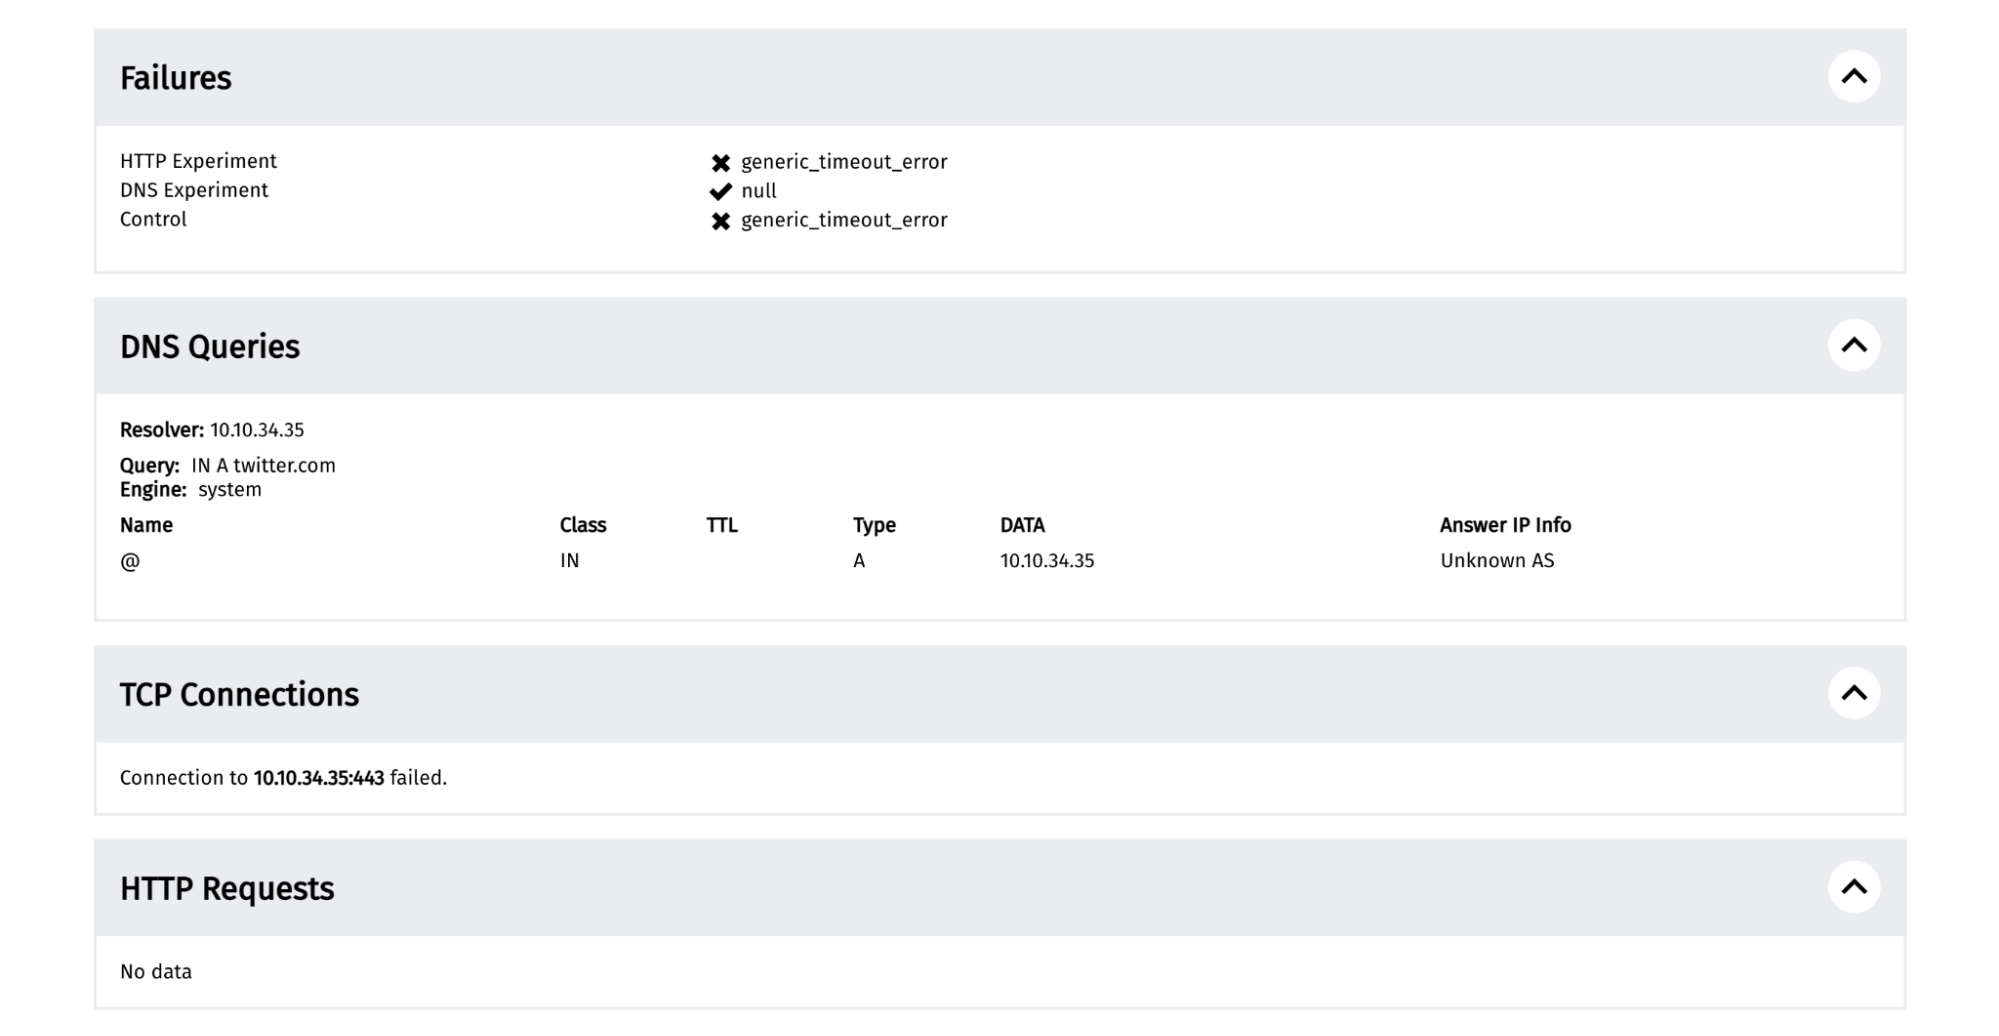 Failures
HTTP Experiment ✖ generic_timeout_error
DNS Experiment ✔ null
Control ✖ generic_timeout_error
DNS Queries
Resolver: 10.10.34.35
Query: IN A twitter.com
Engine: system
Name Class TTL Type DATA Answer IP Info
@ IN A 10.10.34.35 Unknown AS
TCP Connections
Connection to 10.10.34.35:443 failed.
HTTP Requests
No data